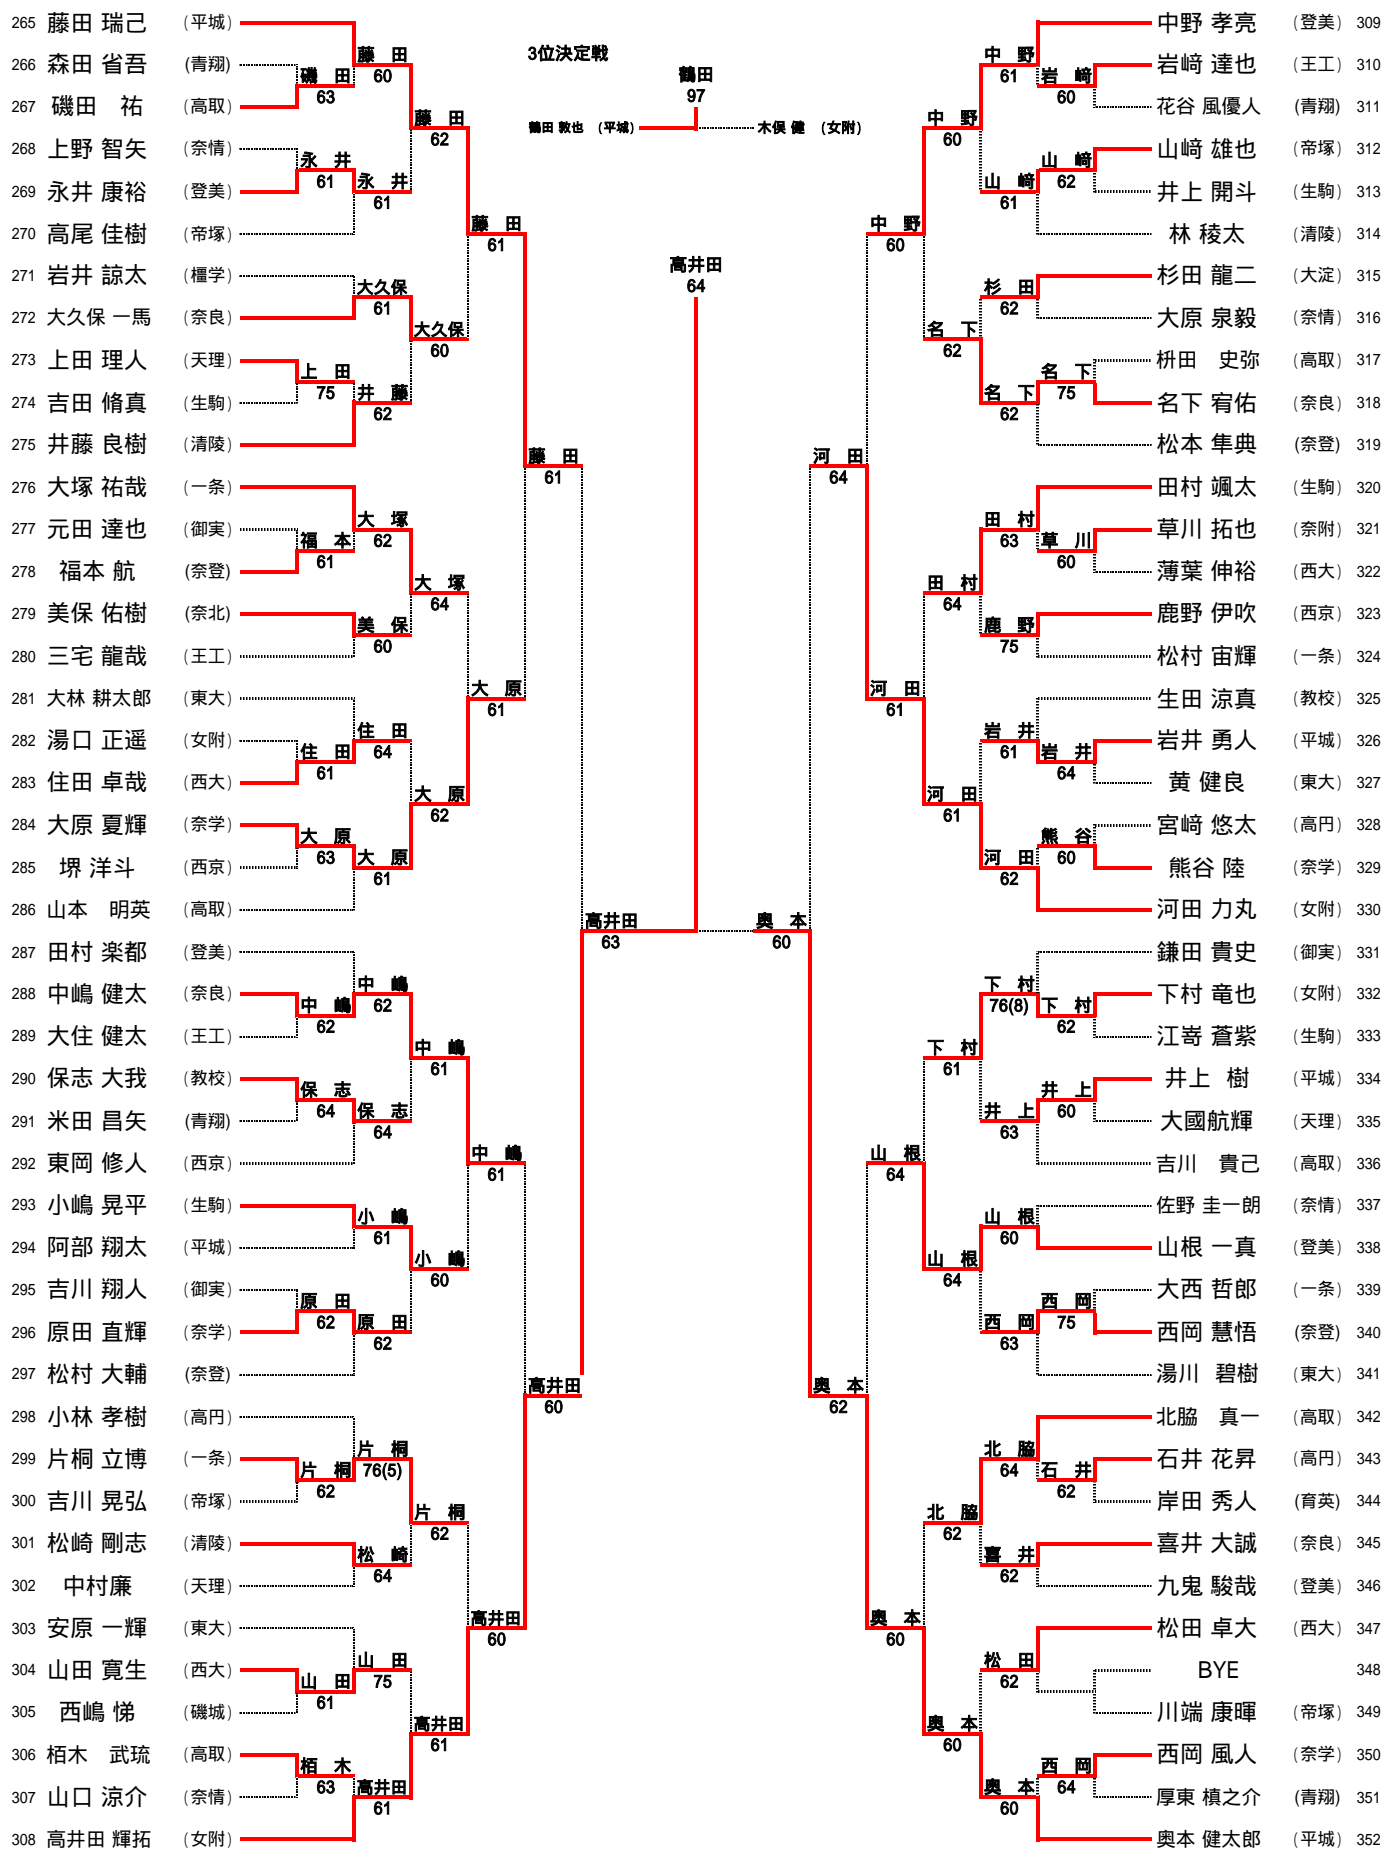 265 藤田 瑞己 (平城)
266 森田 省吾 (青翔)
267 磯田 祐 (高取)
268 上野 智矢 (奈情)
269 永井 康裕 (登美)
270 高尾 佳樹 (帝塚)
271 岩井 諒太 (橿学)
272 大久保 一馬 (奈良)
273 上田 理人 (天理)
274 吉田 脩真 (生駒)
275 井藤 良樹 (清陵)
276 大塚 祐哉 (一条)
277 元田 達也 (御実)
278 福本 航 (奈登)
279 美保 佑樹 (奈北)
280 三宅 龍哉 (王工)
281 大林 耕太郎 (東大)
282 湯口 正遥 (女附)
283 住田 卓哉 (西大)
284 大原 夏輝 (奈学)
285 堺 洋斗 (西京)
286 山本 明英 (高取)
287 田村 楽都 (登美)
288 中嶋 健太 (奈良)
289 大住 健太 (王工)
290 保志 大我 (教校)
291 米田 昌矢 (青翔)
292 東岡 修人 (西京)
293 小嶋 晃平 (生駒)
294 阿部 翔太 (平城)
295 吉川 翔人 (御実)
296 原田 直輝 (奈学)
297 松村 大輔 (奈登)
298 小林 孝樹 (高円)
299 片桐 立博 (一条)
300 吉川 晃弘 (帝塚)
301 松崎 剛志 (清陵)
302 中村廉 (天理)
303 安原 一輝 (東大)
304 山田 寛生 (西大)
305 西嶋 悌 (磯城)
306 栢木 武琉 (高取)
307 山口 涼介 (奈情)
308 高井田 輝拓 (女附)
磯田
63
永井
61
上田
75
福本
61
住田
61
大原
63
中嶋
62
保志
64
原田
62
片桐
62
山田
61
栢木
63
藤田
60
永井
61
大久保
61
井藤
62
大塚
62
美保
60
住田
64
大原
61
中嶋
62
保志
64
小嶋
61
原田
62
片桐
76(5)
松崎
64
山田
75
高井田
61
藤田
62
大久保
60
大塚
64
大原
62
中嶋
61
小嶋
60
片桐
62
高井田
61
藤田
61
大原
61
中嶋
61
高井田
60
藤田
61
高井田
60
高井田
63
3位決定戦
鶴田
97
鶴田 敦也 (平城)
木俣 健 (女附)
高井田
64
奥本
60
河田
64
奥本
62
中野
60
河田
61
山根
64
奥本
60
中野
60
名下
62
田村
64
河田
61
下村
61
山根
64
北脇
62
奥本
60
中野
61
山﨑
61
杉田
62
名下
62
田村
63
鹿野
75
岩井
61
河田
62
下村
76(8)
井上
63
山根
60
西岡
63
北脇
64
喜井
62
松田
62
奥本
60
岩﨑
60
山﨑
62
名下
75
草川
60
岩井
64
熊谷
60
下村
62
井上
60
西岡
75
石井
62
西岡
64
中野 孝亮 (登美) 309
岩﨑 達也 (王工) 310
花谷 風優人 (青翔) 311
山﨑 雄也 (帝塚) 312
井上 開斗 (生駒) 313
林 稜太 (清陵) 314
杉田 龍二 (大淀) 315
大原 泉毅 (奈情) 316
枡田 史弥 (高取) 317
名下 宥佑 (奈良) 318
松本 隼典 (奈登) 319
田村 颯太 (生駒) 320
草川 拓也 (奈附) 321
薄葉 伸裕 (西大) 322
鹿野 伊吹 (西京) 323
松村 宙輝 (一条) 324
生田 涼真 (教校) 325
岩井 勇人 (平城) 326
黄 健良 (東大) 327
宮﨑 悠太 (高円) 328
熊谷 陸 (奈学) 329
河田 力丸 (女附) 330
鎌田 貴史 (御実) 331
下村 竜也 (女附) 332
江嵜 蒼紫 (生駒) 333
井上 樹 (平城) 334
大國航輝 (天理) 335
吉川 貴己 (高取) 336
佐野 圭一朗 (奈情) 337
山根 一真 (登美) 338
大西 哲郎 (一条) 339
西岡 慧悟 (奈登) 340
湯川 碧樹 (東大) 341
北脇 真一 (高取) 342
石井 花昇 (高円) 343
岸田 秀人 (育英) 344
喜井 大誠 (奈良) 345
九鬼 駿哉 (登美) 346
松田 卓大 (西大) 347
BYE 348
川端 康暉 (帝塚) 349
西岡 風人 (奈学) 350
厚東 槙之介 (青翔) 351
奥本 健太郎 (平城) 352